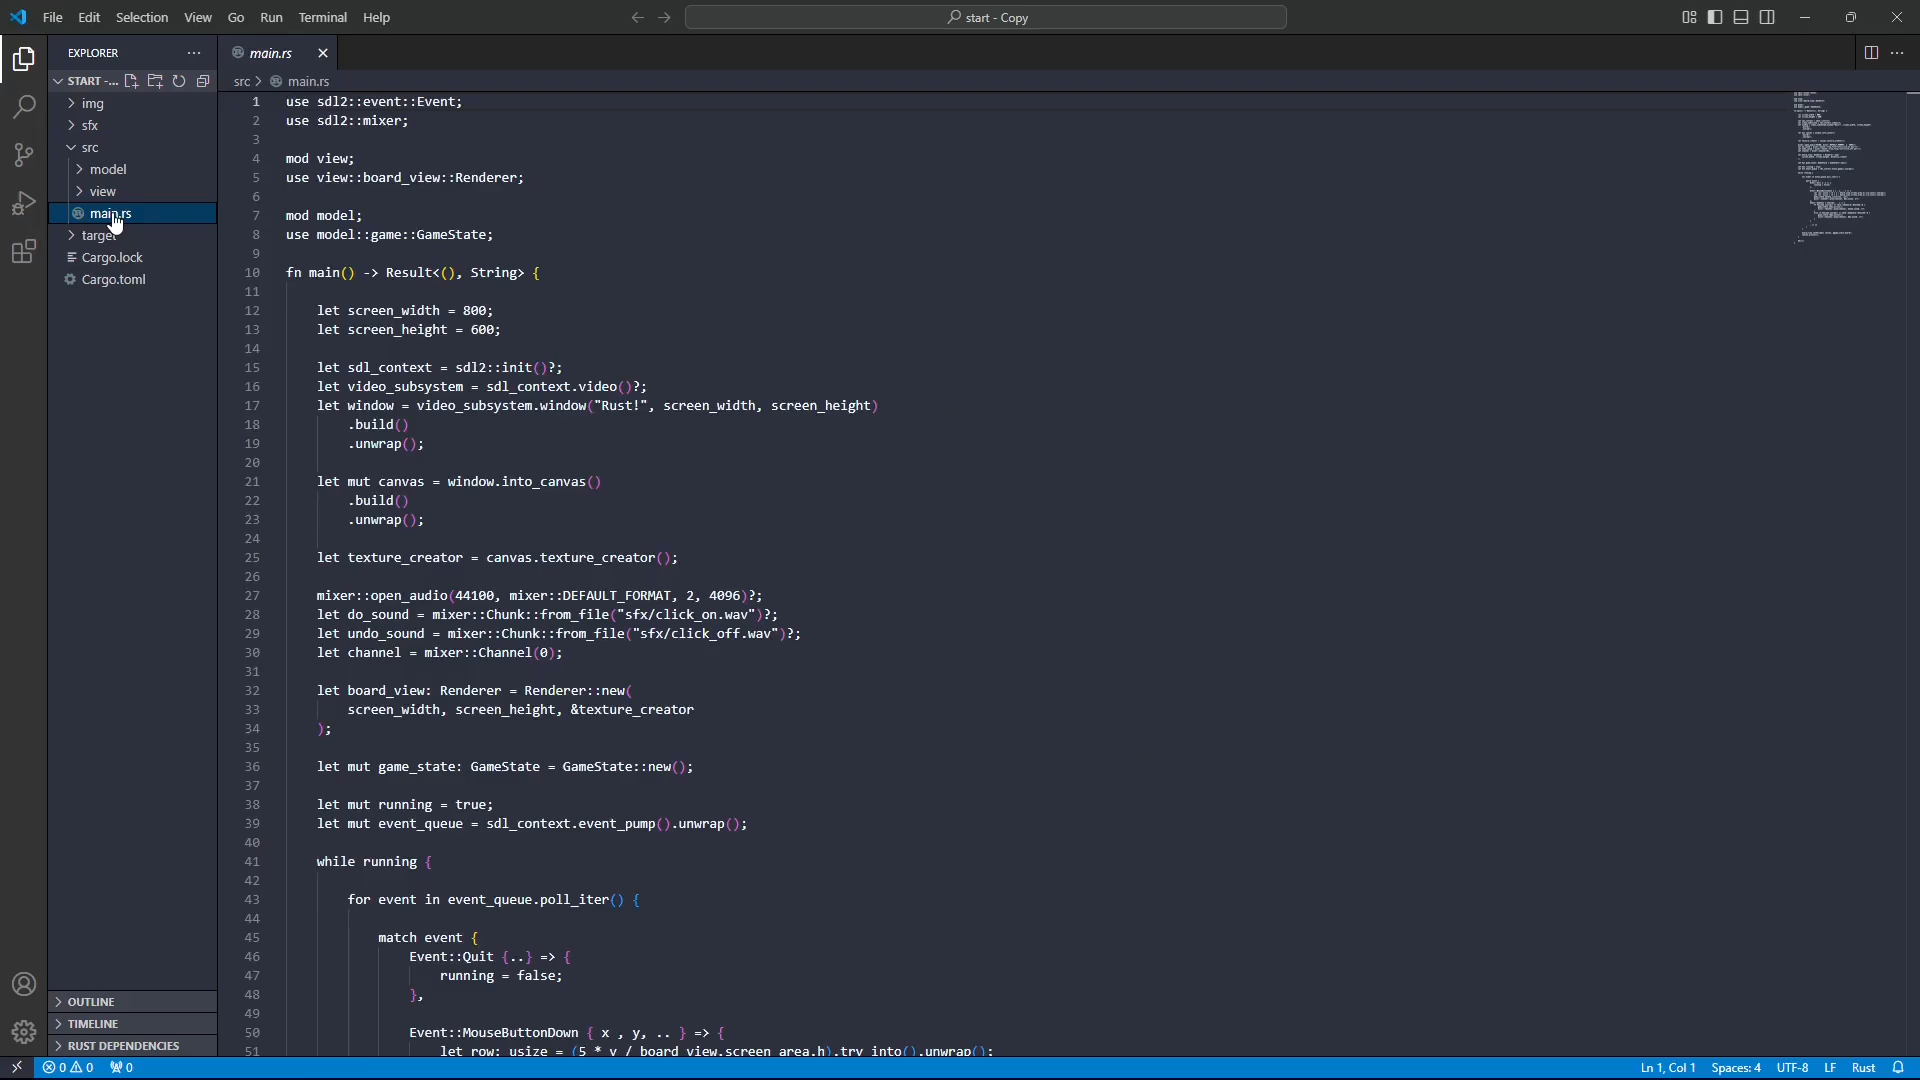 File Edit Selection View Go Run Terminal Help
start - Copy
EXPLORER
main.rs
START -...
src > main.rs
img
sfx
src
model
view
main.rs
target
Cargo.lock
Cargo.toml
OUTLINE
TIMELINE
RUST DEPENDENCIES
1 use sdl2::event::Event;
2 use sdl2::mixer;
3
4 mod view;
5 use view::board_view::Renderer;
6
7 mod model;
8 use model::game::GameState;
9
10 fn main() -> Result<(), String> {
11
12 let screen_width = 800;
13 let screen_height = 600;
14
15 let sdl_context = sdl2::init()?;
16 let video_subsystem = sdl_context.video()?;
17 let window = video_subsystem.window("Rust!", screen_width, screen_height)
18 .build()
19 .unwrap();
20
21 let mut canvas = window.into_canvas()
22 .build()
23 .unwrap();
24
25 let texture_creator = canvas.texture_creator();
26
27 mixer::open_audio(44100, mixer::DEFAULT_FORMAT, 2, 4096)?;
28 let do_sound = mixer::Chunk::from_file("sfx/click_on.wav")?;
29 let undo_sound = mixer::Chunk::from_file("sfx/click_off.wav")?;
30 let channel = mixer::Channel(0);
31
32 let board_view: Renderer = Renderer::new(
33 screen_width, screen_height, &texture_creator
34 );
35
36 let mut game_state: GameState = GameState::new();
37
38 let mut running = true;
39 let mut event_queue = sdl_context.event_pump().unwrap();
40
41 while running {
42
43 for event in event_queue.poll_iter() {
44
45 match event {
46 Event::Quit {..} => {
47 running = false;
48 },
49
50 Event::MouseButtonDown { x , y, .. } => {
51 let row: usize = (5 * y / board_view.screen_area.h).try_into().unwrap();
0 0 0
Ln 1, Col 1 Spaces: 4 UTF-8 LF Rust